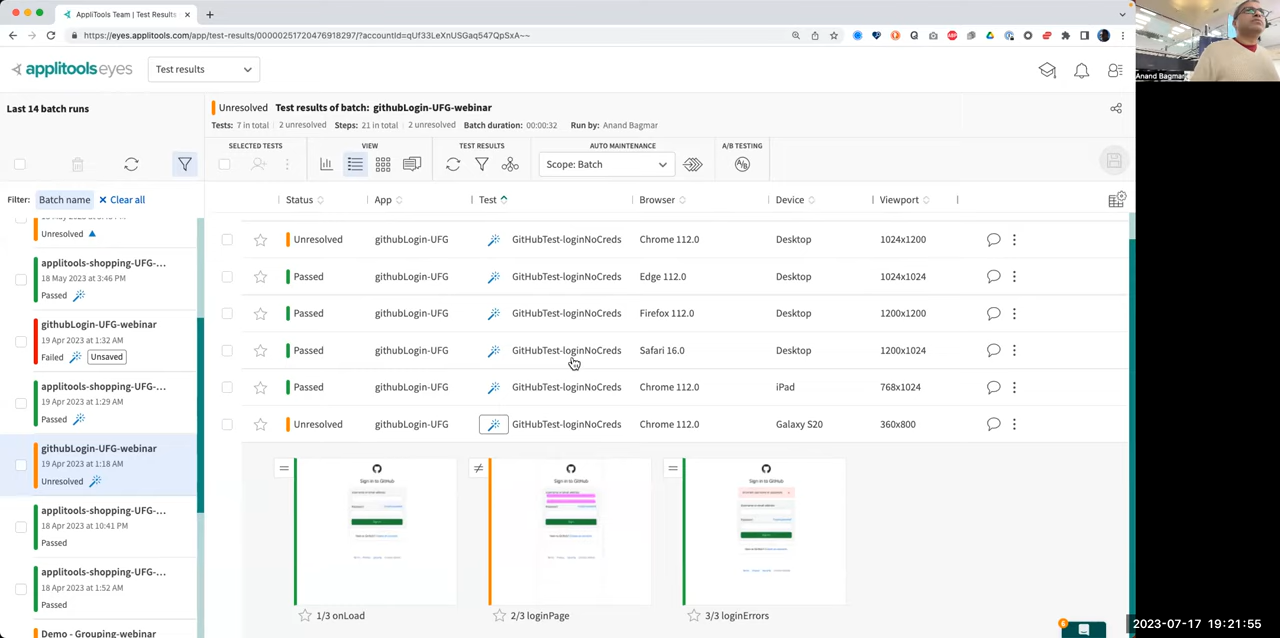 AppliTools Team | Test Results
https://eyes.applitools.com/app/test-results/00000251720476918297/?accountId=qUf33LeXnUSGaq547QpSxA~~
Anand Bagmar
applitools eyes
Test results
Last 14 batch runs
Unresolved Test results of batch: githubLogin-UFG-webinar
Tests: 7 in total | 2 unresolved Steps: 21 in total | 2 unresolved Batch duration: 00:00:32 Run by: Anand Bagmar
SELECTED TESTS VIEW TEST RESULTS AUTO MAINTENANCE A/B TESTING
Scope: Batch
Filter: Batch name Clear all
Status App Test Browser Device Viewport
Unresolved
applitools-shopping-UFG-...
18 May 2023 at 3:46 PM
Passed
githubLogin-UFG-webinar
19 Apr 2023 at 1:32 AM
Failed Unsaved
applitools-shopping-UFG-...
19 Apr 2023 at 1:29 AM
Passed
githubLogin-UFG-webinar
19 Apr 2023 at 1:18 AM
Unresolved
applitools-shopping-UFG-...
18 Apr 2023 at 10:41 PM
Passed
applitools-shopping-UFG-...
18 Apr 2023 at 1:52 AM
Passed
Demo - Grouping-webinar
Unresolved githubLogin-UFG GitHubTest-loginNoCreds Chrome 112.0 Desktop 1024x1200
Passed githubLogin-UFG GitHubTest-loginNoCreds Edge 112.0 Desktop 1024x1024
Passed githubLogin-UFG GitHubTest-loginNoCreds Firefox 112.0 Desktop 1200x1200
Passed githubLogin-UFG GitHubTest-loginNoCreds Safari 16.0 Desktop 1200x1024
Passed githubLogin-UFG GitHubTest-loginNoCreds Chrome 112.0 iPad 768x1024
Unresolved githubLogin-UFG GitHubTest-loginNoCreds Chrome 112.0 Galaxy S20 360x800
Sign in to GitHub Sign in to GitHub Sign in to GitHub
1/3 onLoad 2/3 loginPage 3/3 loginErrors
6
2023-07-17 19:21:55